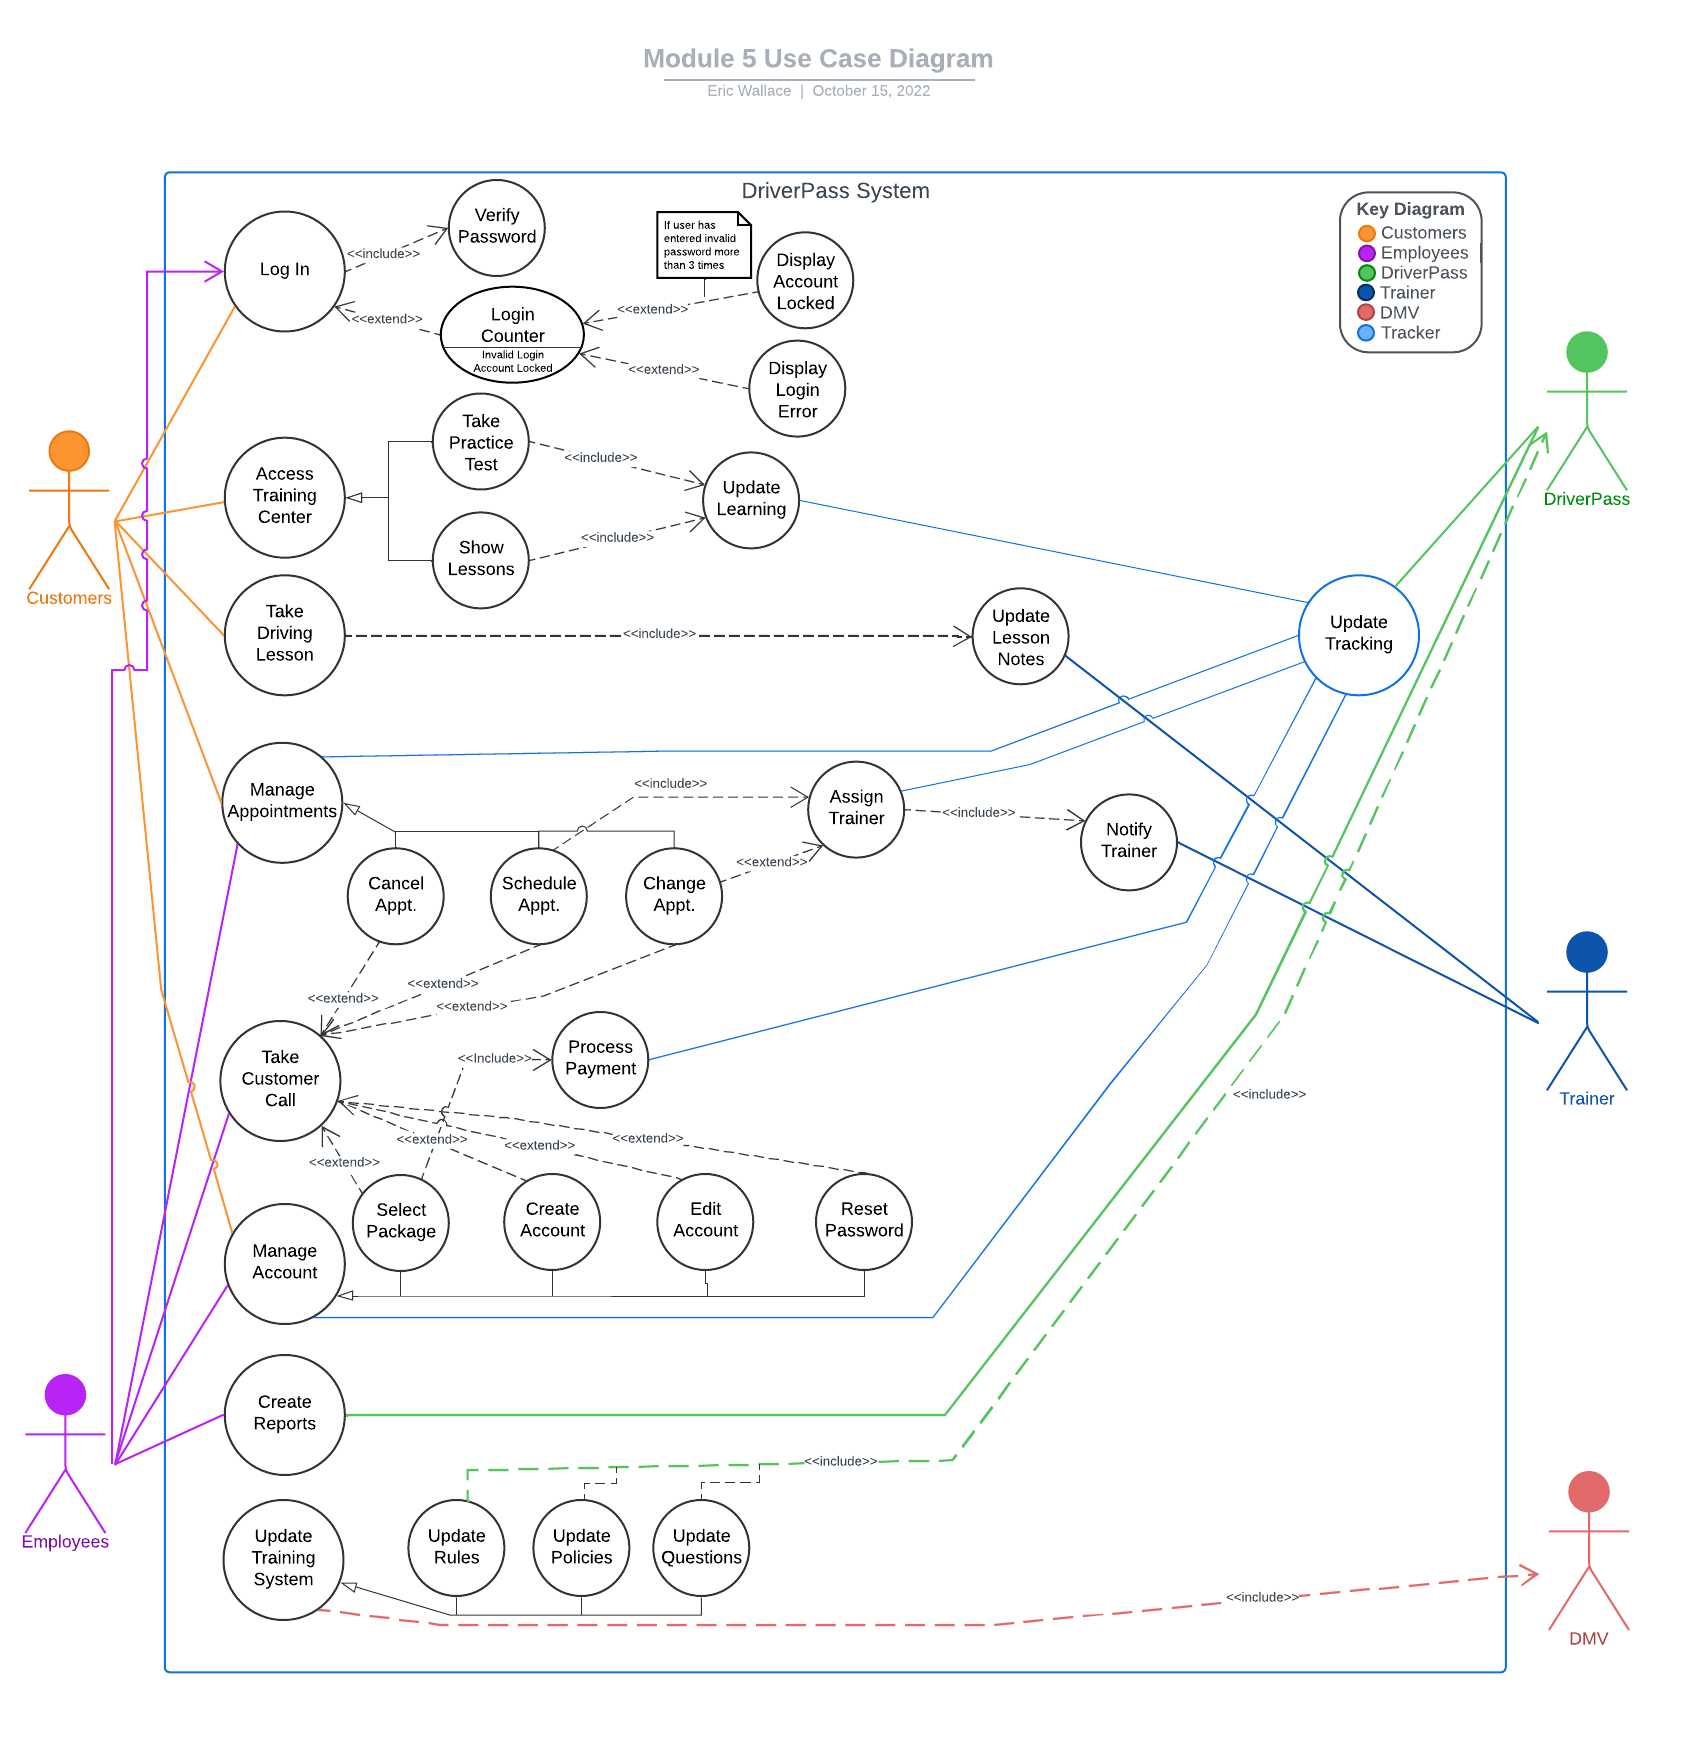 Module 5 Use Case Diagram
Eric Wallace | October 15, 2022
DriverPass System
Key Diagram
Customers
Employees
DriverPass
Trainer
DMV
Tracker
Log In
<<include>>
Verify
Password
<<extend>>
Login
Counter
Invalid Login
Account Locked
If user has
entered invalid
password more
than 3 times
<<extend>>
Display
Account
Locked
<<extend>>
Display
Login
Error
DriverPass
Customers
Access
Training
Center
Take
Practice
Test
<<include>>
Show
Lessons
<<include>>
Update
Learning
Take
Driving
Lesson
<<include>>
Update
Lesson
Notes
Update
Tracking
Manage
Appointments
<<include>>
Assign
Trainer
<<include>>
Notify
Trainer
<<extend>>
Cancel
Appt.
Schedule
Appt.
Change
Appt.
<<extend>>
<<extend>>
<<extend>>
Trainer
Take
Customer
Call
<<Include>>
Process
Payment
<<include>>
<<extend>>
<<extend>>
<<extend>>
<<extend>>
Select
Package
Create
Account
Edit
Account
Reset
Password
Manage
Account
Create
Reports
<<include>>
Employees
Update
Training
System
Update
Rules
Update
Policies
Update
Questions
<<include>>
DMV